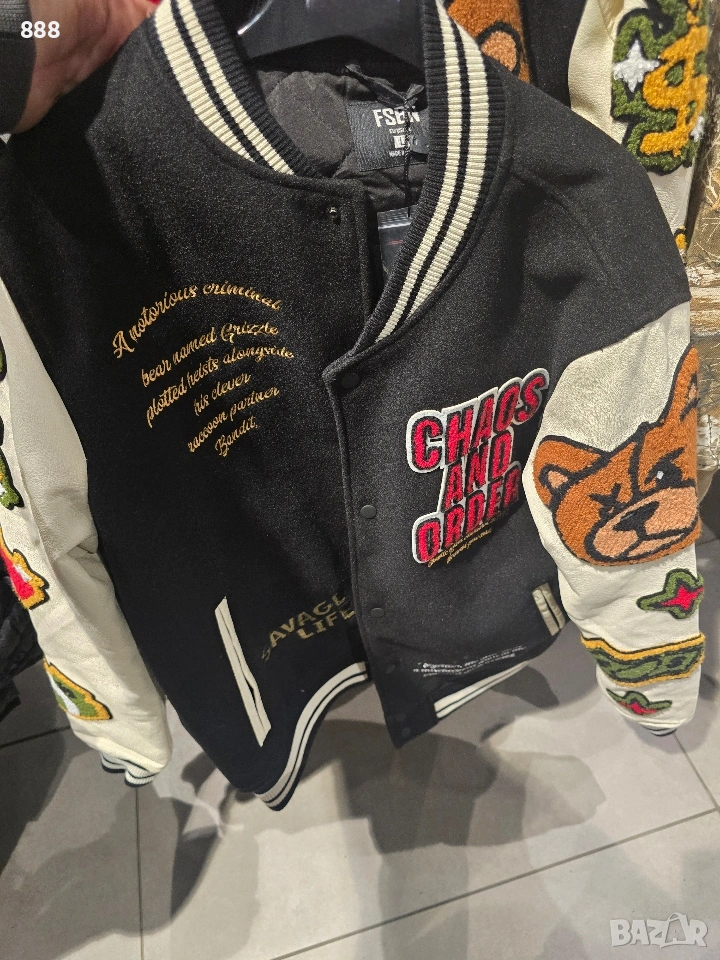 888
FSBN
L
MADE
A notorious criminal
bear named Grizzle
plotted heists alongside
his clever
raccoon partner
Bandit,
CHAOS
AND
ORDER
SAVAGE
LIFE
BAZAR